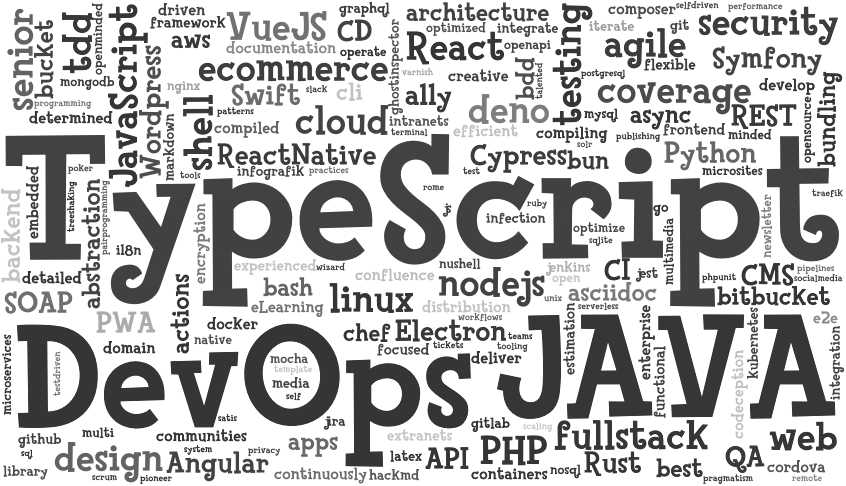 senior
bucket
tdd
openminded
mongodb
programming
determined
JavaScript
driven
framework
aws
Wordpress
nginx
markdown
tools
shell
patterns
compiled
VueJS
documentation
CD
graphql
operate
ecommerce
Swift
slack
cli
cloud
ghostinspector
varnish
architecture
optimized
integrate
React
openapi
creative
ally
intranets
terminal
efficient
deno
bdd
talented
testing
composer
selfdriven
performance
iterate
git
security
agile
flexible
Symfony
postgresql
coverage
develop
mysql
async
REST
opensource
bundling
compiling
publishing
frontend
minded
solr
ReactNative
infografik
practices
Cypress
bun
test
Python
microsites
poker
embedded
treeshaking
pairprogramming
abstraction
backend
TypeScript
rome
js
infection
ruby
optimize
sqlite
go
multimedia
newsletter
traefik
il8n
encryption
detailed
SOAP
PWA
actions
experienced
wizard
bash
eLearning
linux
confluence
distribution
workflows
nushell
nodejs
unix
jenkins
open
CI
jest
asciidoc
serverless
phpunit
CMS
pipelines
socialmedia
bitbucket
e2e
docker
native
domain
chef
Electron
teams
focused
tickets
tooling
deliver
estimation
enterprise
functional
kubernetes
integration
codeception
microservices
testdriven
DevOps
mocha
template
media
self
JAVA
satis
github
sql
multi
library
scrum
design
pioneer
communities
system
Angular
privacy
apps
jira
continuously
extranets
latex
hackmd
gitlab
API
PHP
scaling
containers
nosql
fullstack
Rust
best
pragmatism
QA
web
cordova
remote